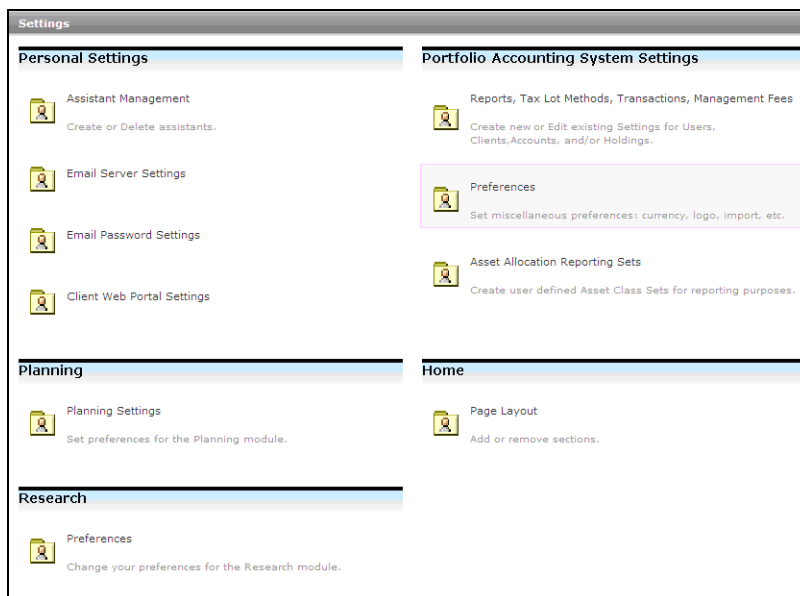 Settings
Personal Settings
Assistant Management
Create or Delete assistants.
Email Server Settings
Email Password Settings
Client Web Portal Settings
Portfolio Accounting System Settings
Reports, Tax Lot Methods, Transactions, Management Fees
Create new or Edit existing Settings for Users,
Clients,Accounts, and/or Holdings.
Preferences
Set miscellaneous preferences: currency, logo, import, etc.
Asset Allocation Reporting Sets
Create user defined Asset Class Sets for reporting purposes.
Planning
Planning Settings
Set preferences for the Planning module.
Home
Page Layout
Add or remove sections.
Research
Preferences
Change your preferences for the Research module.